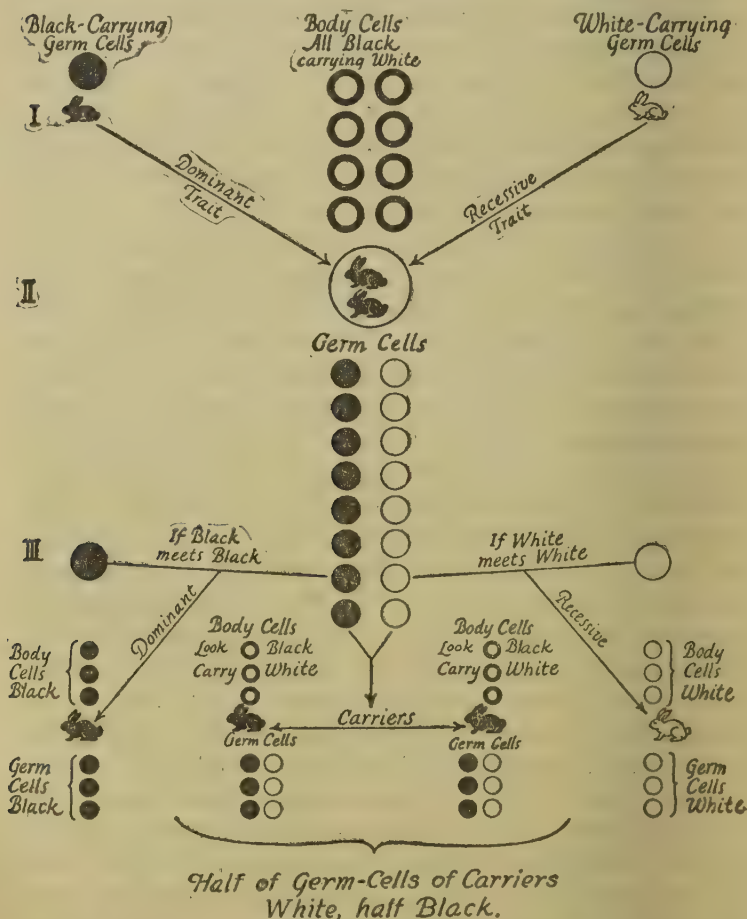 Black-Carrying
Germ Cells
Body Cells
All Black
(carrying White
White-Carrying
Germ Cells
I
Dominant
Trait
Recessive
Trait
II
Germ Cells
III
If Black
meets Black
If White
meets White
Dominant
Recessive
Body
Cells
Black
Body Cells
Look Black
Carry White
Body Cells
Look Black
Carry White
Body
Cells
White
Carriers
Germ Cells
Germ Cells
Germ
Cells
Black
Germ
Cells
White
Half of Germ-Cells of Carriers
White, half Black.